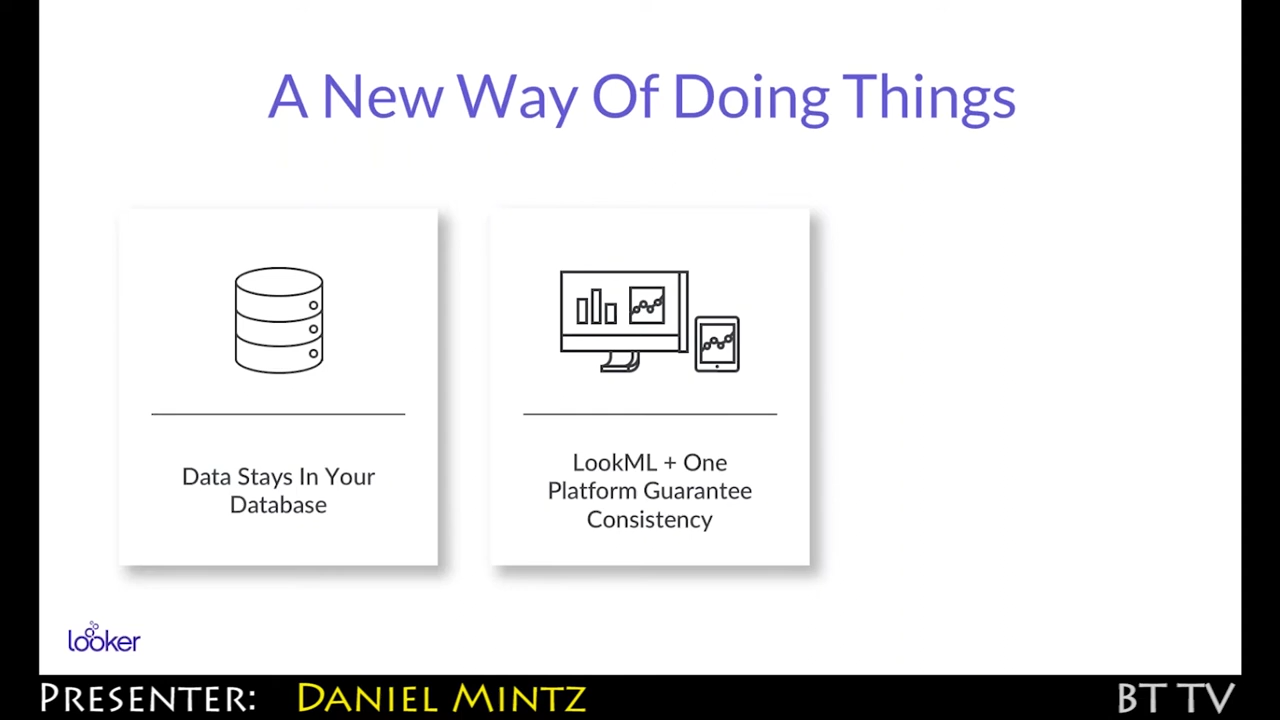 A New Way Of Doing Things
Data Stays In Your
Database
LookML + One
Platform Guarantee
Consistency
looker
PRESENTER: DANIEL MINTZ
BT TV